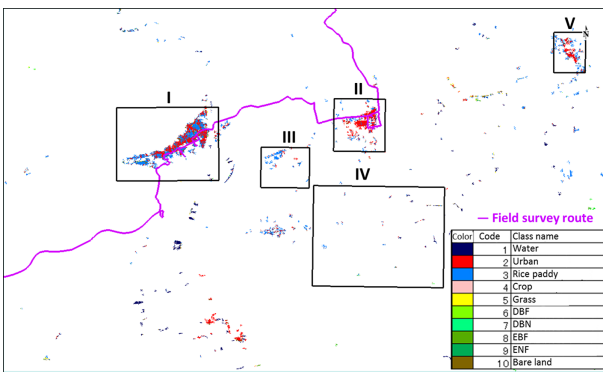 V
N
I
II
III
IV
— Field survey route
Color Code Class name
1 Water
2 Urban
3 Rice paddy
4 Crop
5 Grass
6 DBF
7 DBN
8 EBF
9 ENF
10 Bare land